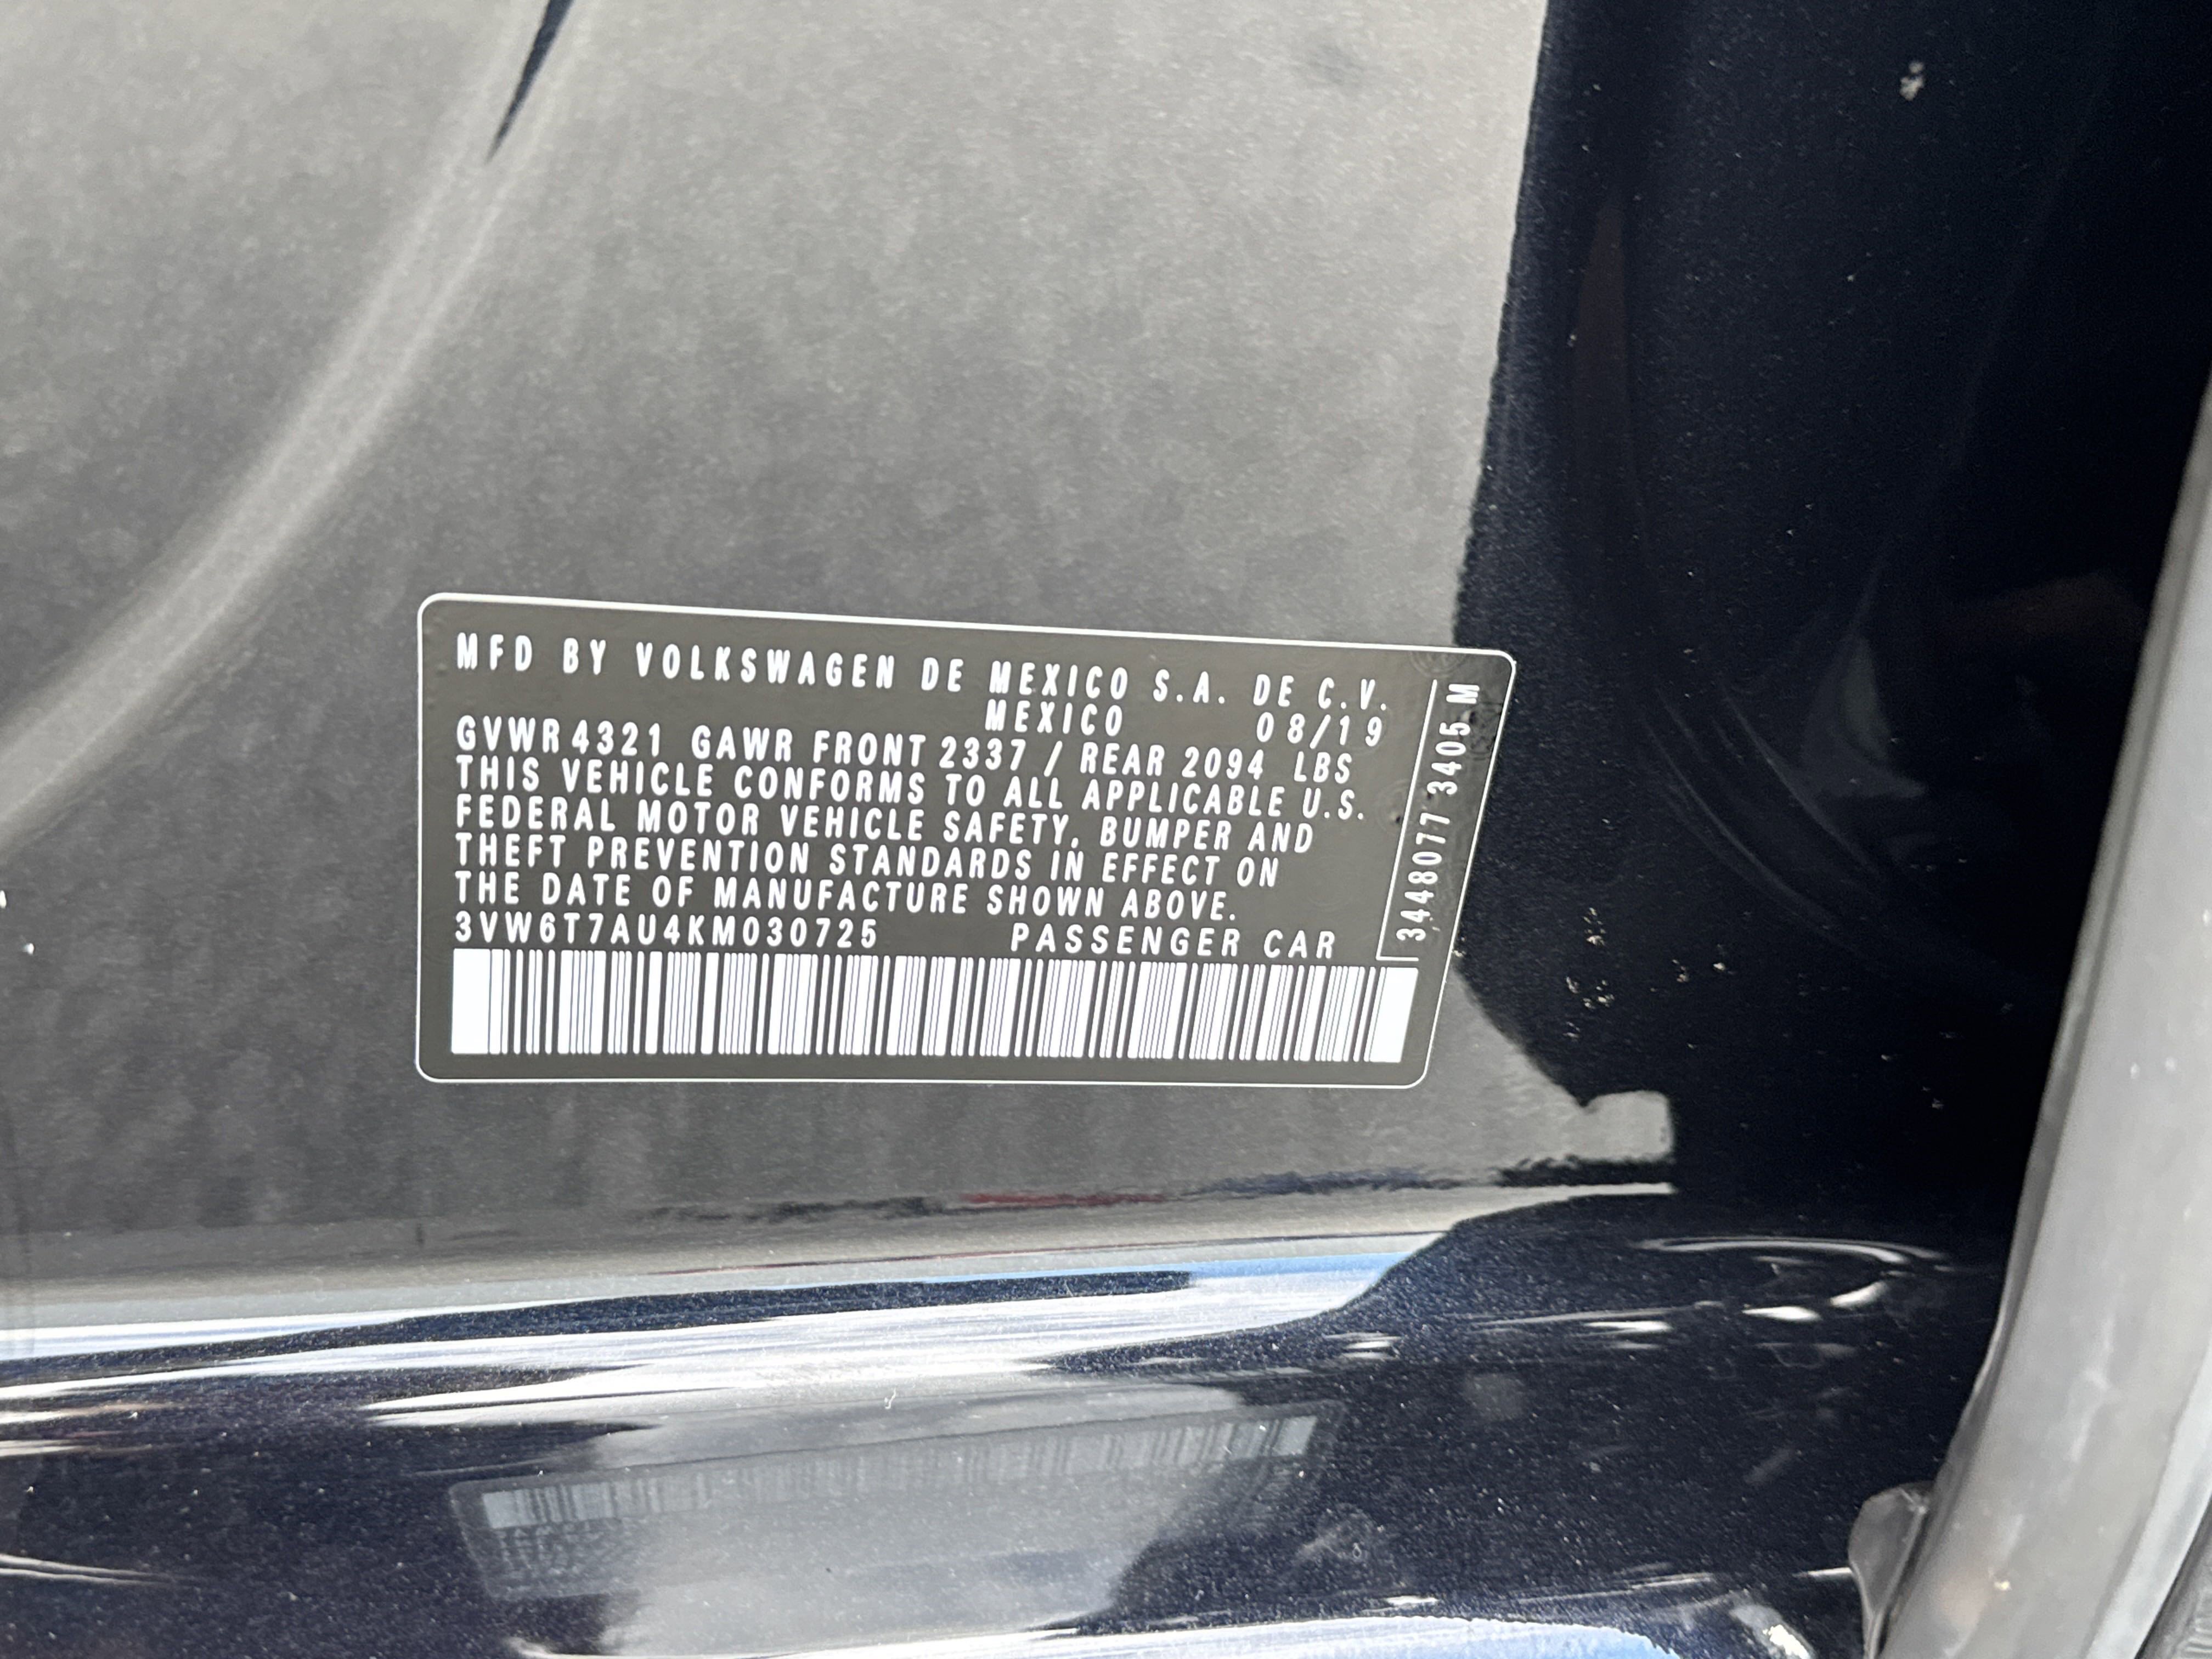 MFD BY VOLKSWAGEN DE MEXICO S.A. DE C.V.
MEXICO 08/19
GVWR 4321 GAWR FRONT 2337 / REAR 2094 LBS
THIS VEHICLE CONFORMS TO ALL APPLICABLE U.S.
FEDERAL MOTOR VEHICLE SAFETY, BUMPER AND
THEFT PREVENTION STANDARDS IN EFFECT ON
THE DATE OF MANUFACTURE SHOWN ABOVE.
3VW6T7AU4KM030725 PASSENGER CAR
3448077 3405 M